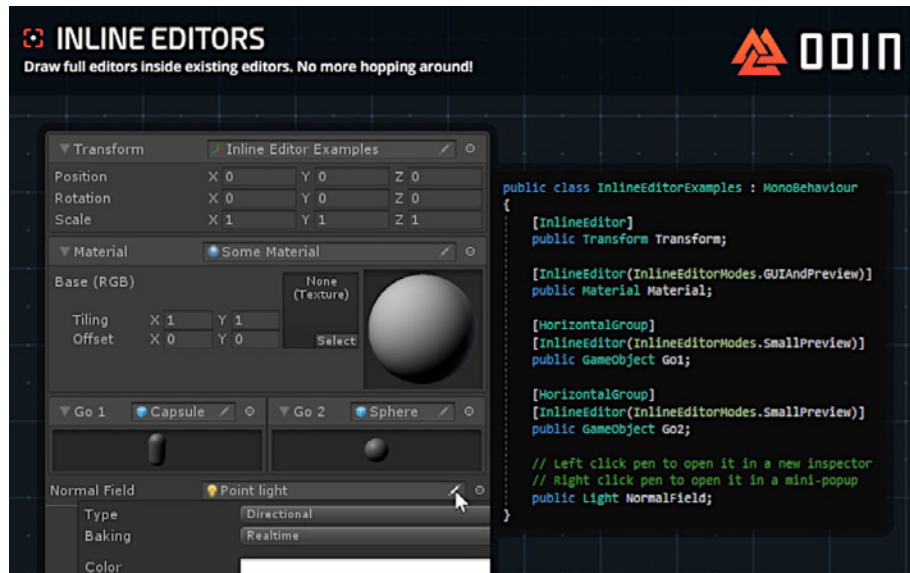 INLINE EDITORS
Draw full editors inside existing editors. No more hopping around!
ODIN
Transform Inline Editor Examples
Position X 0 Y 0 Z 0
Rotation X 0 Y 0 Z 0
Scale X 1 Y 1 Z 1
Material Some Material
Base (RGB)
None
(Texture)
Tiling X 1 Y 1
Offset X 0 Y 0
Select
Go 1 Capsule Go 2 Sphere
Normal Field Point light
Type Directional
Baking Realtime
Color
public class InlineEditorExamples : MonoBehaviour
{
[InlineEditor]
public Transform Transform;
[InlineEditor(InlineEditorModes.GUIAndPreview)]
public Material Material;
[HorizontalGroup]
[InlineEditor(InlineEditorModes.SmallPreview)]
public GameObject Go1;
[HorizontalGroup]
[InlineEditor(InlineEditorModes.SmallPreview)]
public GameObject Go2;
// Left click pen to open it in a new inspector
// Right click pen to open it in a mini-popup
public Light NormalField;
}